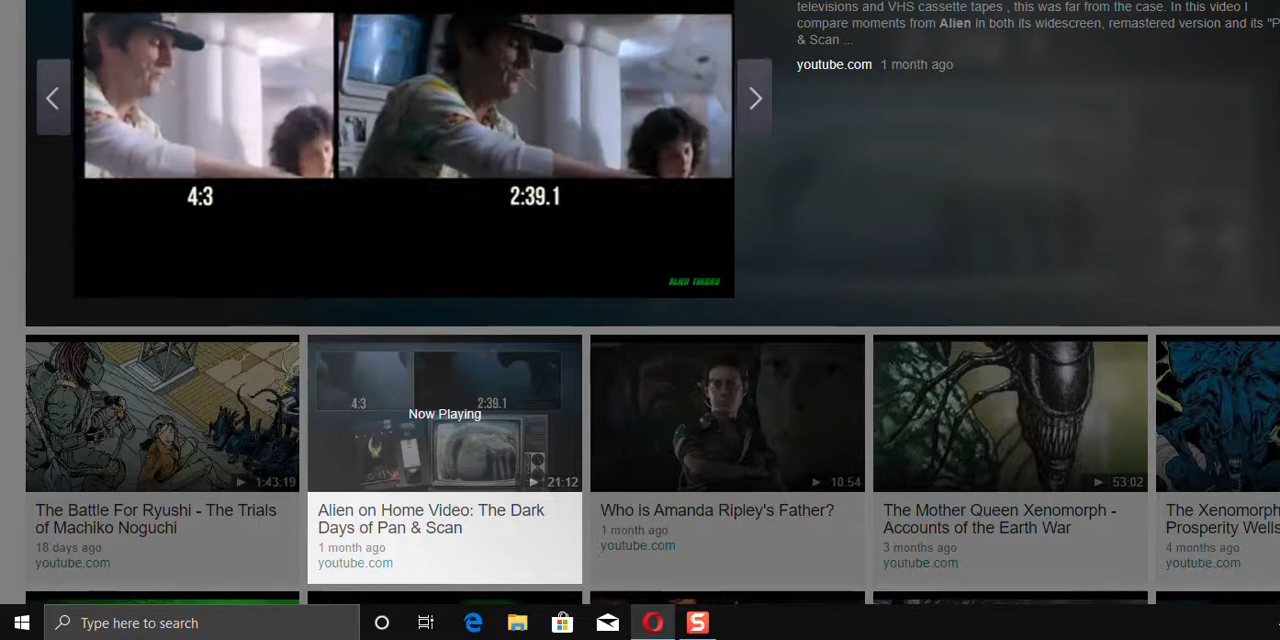 televisions and VHS cassette tapes , this was far from the case. In this video I
compare moments from Alien in both its widescreen, remastered version and its "P
& Scan ...
youtube.com 1 month ago
4:3
2:39.1
ALIEN THEORY
4:3
2:39.1
Now Playing
1:43:19
21:12
10:54
53:02
The Battle For Ryushi - The Trials
of Machiko Noguchi
18 days ago
youtube.com
Alien on Home Video: The Dark
Days of Pan & Scan
1 month ago
youtube.com
Who is Amanda Ripley's Father?
1 month ago
youtube.com
The Mother Queen Xenomorph -
Accounts of the Earth War
3 months ago
youtube.com
The Xenomorph
Prosperity Wells
4 months ago
youtube.com
Type here to search